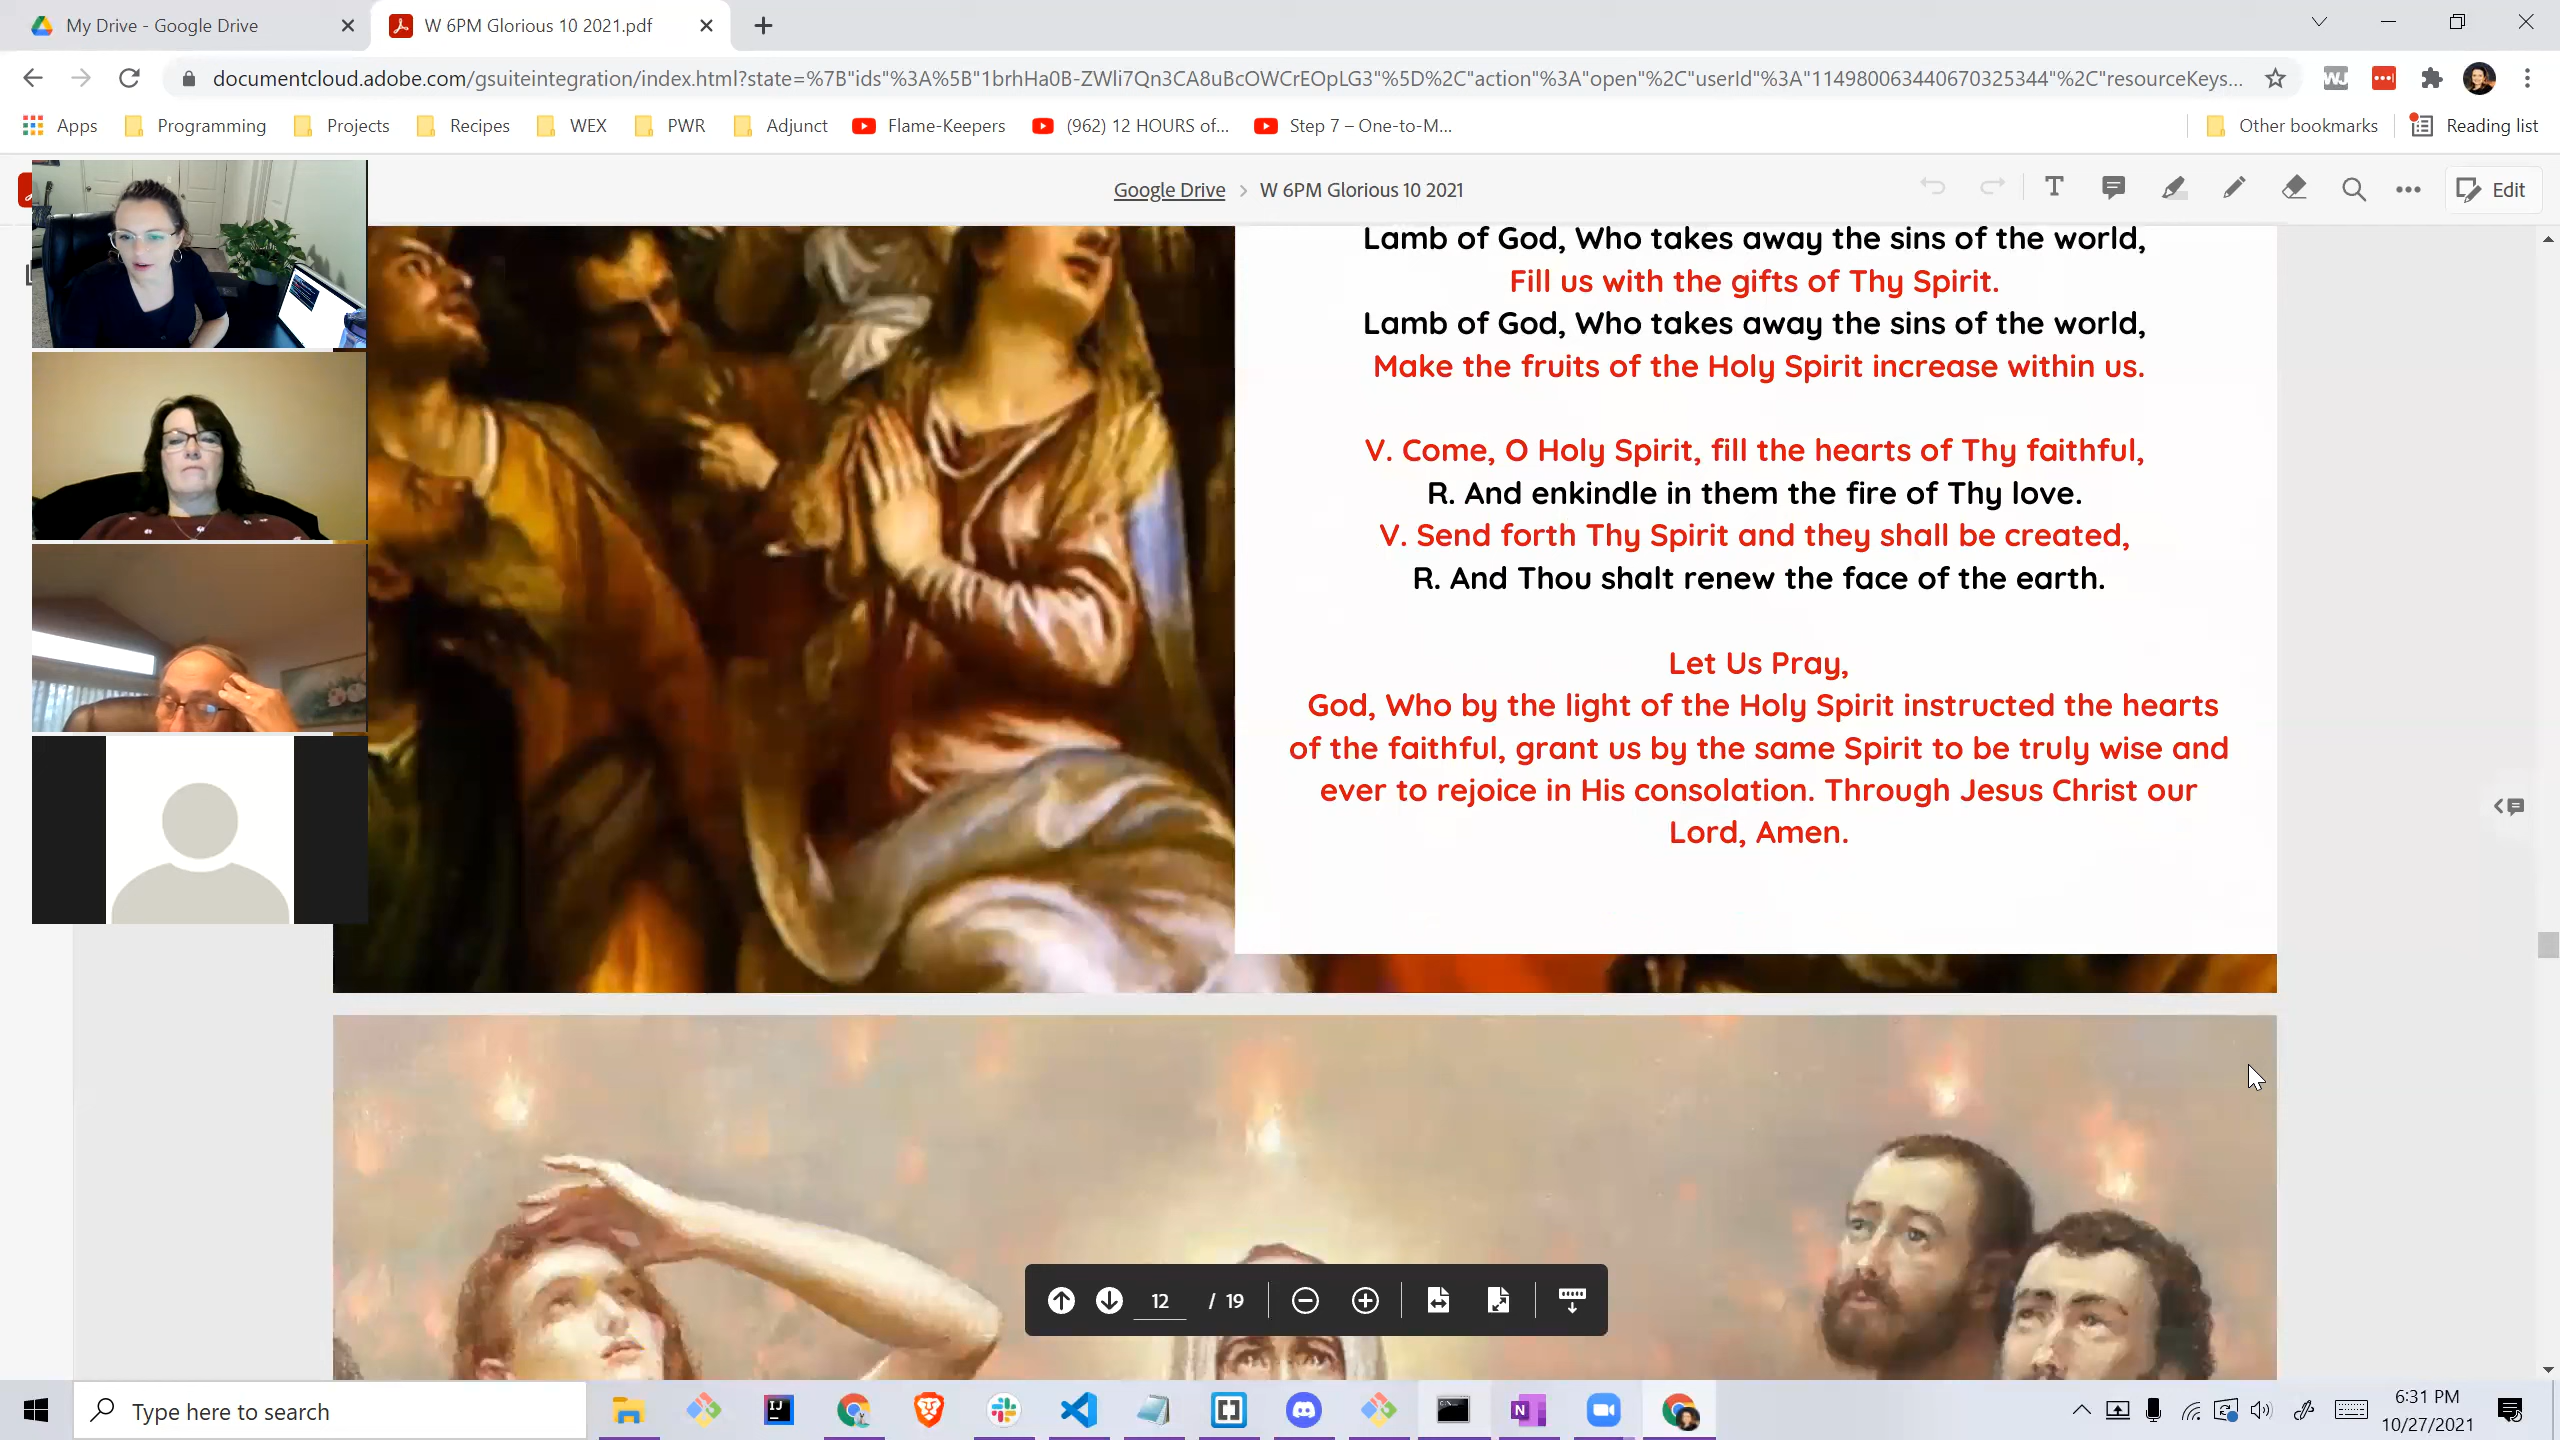 My Drive - Google Drive
W 6PM Glorious 10 2021.pdf
documentcloud.adobe.com/gsuiteintegration/index.html?state=%7B"ids"%3A%5B"1brhHa0B-ZWli7Qn3CA8uBcOWCrEOpLG3"%5D%2C"action"%3A"open"%2C"userId"%3A"114980063440670325344"%2C"resourceKeys...
Apps
Programming
Projects
Recipes
WEX
PWR
Adjunct
Flame-Keepers
(962) 12 HOURS of...
Step 7 – One-to-M...
Other bookmarks
Reading list
Google Drive > W 6PM Glorious 10 2021
Edit
Lamb of God, Who takes away the sins of the world,
Fill us with the gifts of Thy Spirit.
Lamb of God, Who takes away the sins of the world,
Make the fruits of the Holy Spirit increase within us.
V. Come, O Holy Spirit, fill the hearts of Thy faithful,
R. And enkindle in them the fire of Thy love.
V. Send forth Thy Spirit and they shall be created,
R. And Thou shalt renew the face of the earth.
Let Us Pray,
God, Who by the light of the Holy Spirit instructed the hearts
of the faithful, grant us by the same Spirit to be truly wise and
ever to rejoice in His consolation. Through Jesus Christ our
Lord, Amen.
12 / 19
Type here to search
6:31 PM
10/27/2021